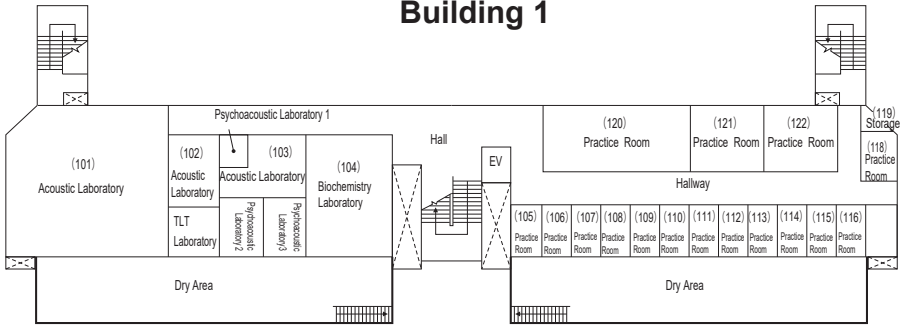 Building 1
Psychoacoustic Laboratory 1
(101)
Acoustic Laboratory
(102)
Acoustic
Laboratory
TLT
Laboratory
(103)
Acoustic Laboratory
Psychoacoustic
Laboratory 2
Psychoacoustic
Laboratory 3
(104)
Biochemistry
Laboratory
Hall
EV
(120)
Practice Room
(121)
Practice Room
(122)
Practice Room
(119)
Storage
(118)
Practice
Room
Hallway
(105)
Practice
Room
(106)
Practice
Room
(107)
Practice
Room
(108)
Practice
Room
(109)
Practice
Room
(110)
Practice
Room
(111)
Practice
Room
(112)
Practice
Room
(113)
Practice
Room
(114)
Practice
Room
(115)
Practice
Room
(116)
Practice
Room
Dry Area
Dry Area